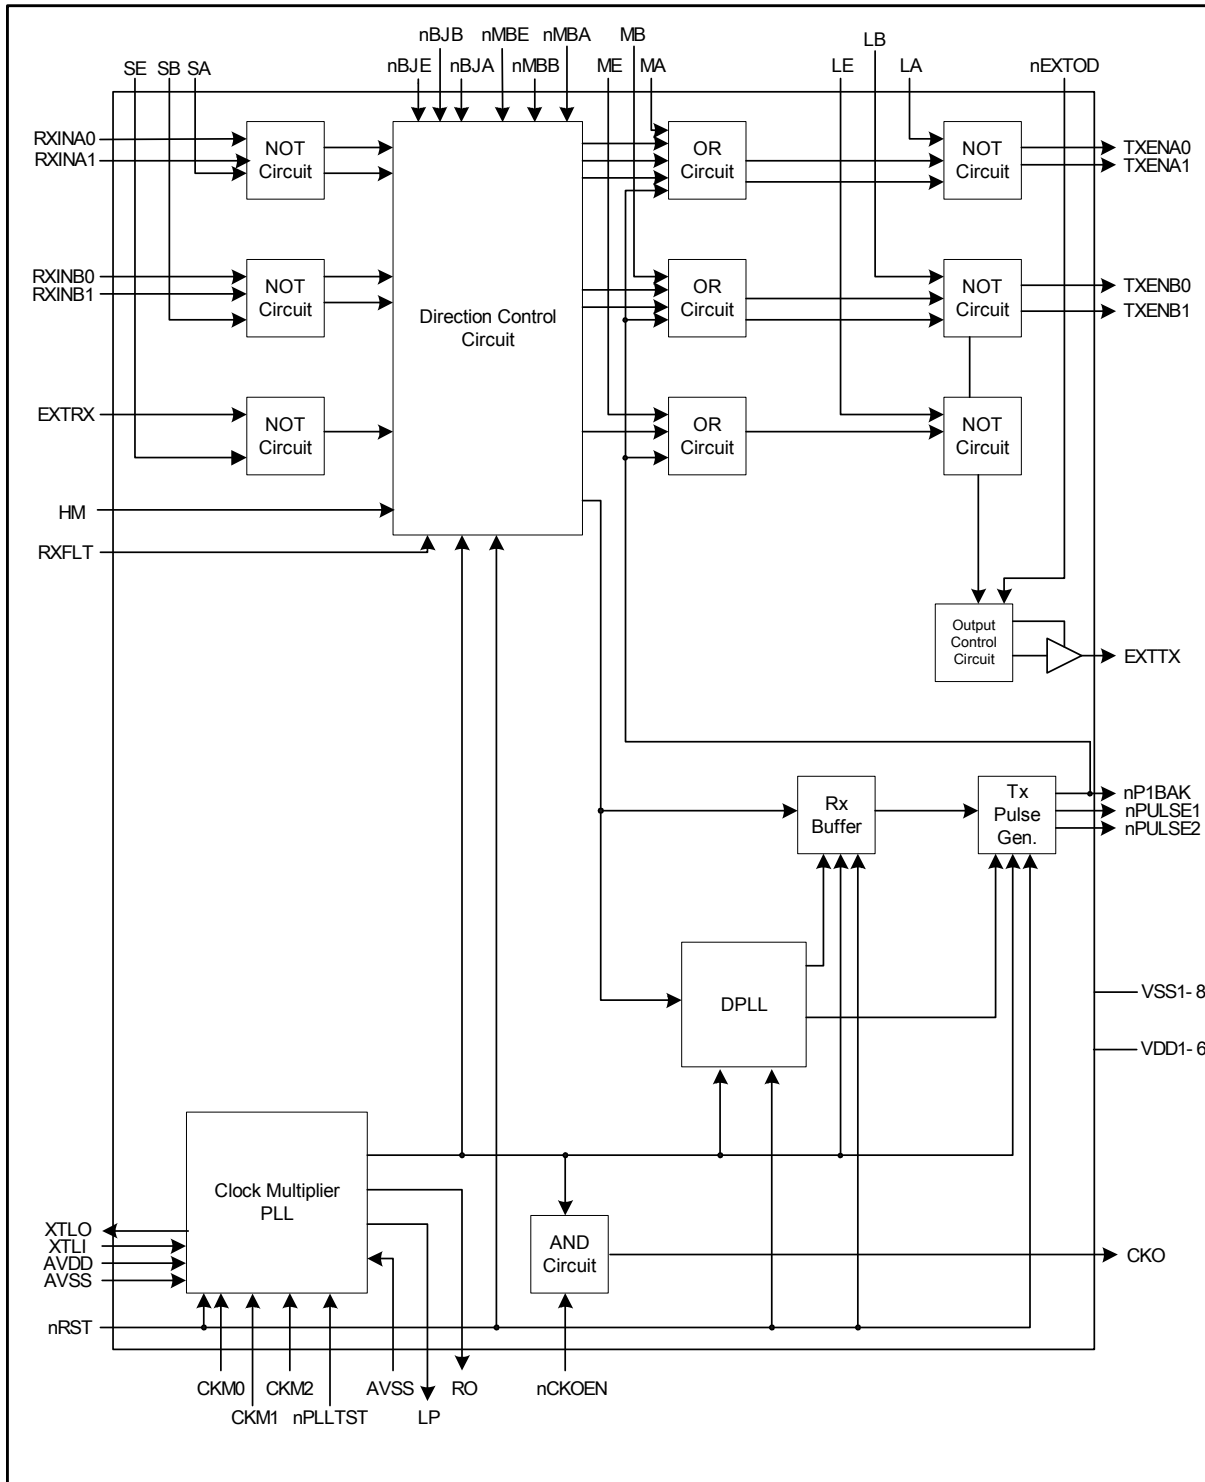 nBJB
nMBE
nMBA
MB
LB
SE
SB
SA
nBJE
nBJA
nMBB
ME
MA
LE
LA
nEXTOD
RXINA0
RXINA1
NOT
Circuit
OR
Circuit
NOT
Circuit
TXENA0
TXENA1
RXINB0
RXINB1
NOT
Circuit
Direction Control
Circuit
OR
Circuit
NOT
Circuit
TXENB0
TXENB1
EXTRX
NOT
Circuit
OR
Circuit
NOT
Circuit
HM
RXFLT
Output
Control
Circuit
EXTTX
Rx
Buffer
Tx
Pulse
Gen.
nP1BAK
nPULSE1
nPULSE2
DPLL
VSS1- 8
VDD1- 6
Clock Multiplier
PLL
XTLO
XTLI
AVDD
AVSS
AND
Circuit
CKO
nRST
CKM0
CKM2
AVSS
RO
nCKOEN
CKM1
nPLLTST
LP